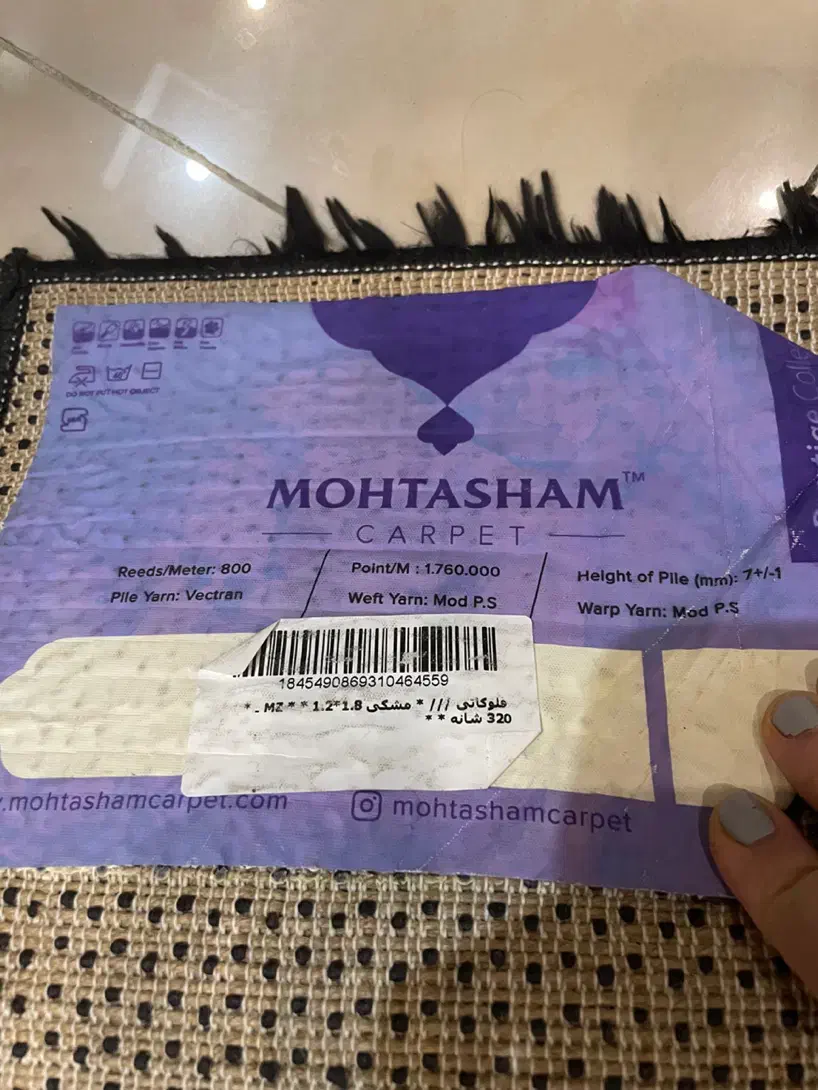 DO NOT PUT HOT OBJECT
MOHTASHAM™
CARPET
Reeds/Meter: 800
Pile Yarn: Vectran
Point/M : 1.760.000
Weft Yarn: Mod P.S
Height of Pile (mm): 7+/-1
Warp Yarn: Mod P.S
1845490869310464559
فلوکاتی /// * مشکی 1.8*1.2 * * MZ - *
320 شانه * *
.mohtashamcarpet.com
mohtashamcarpet